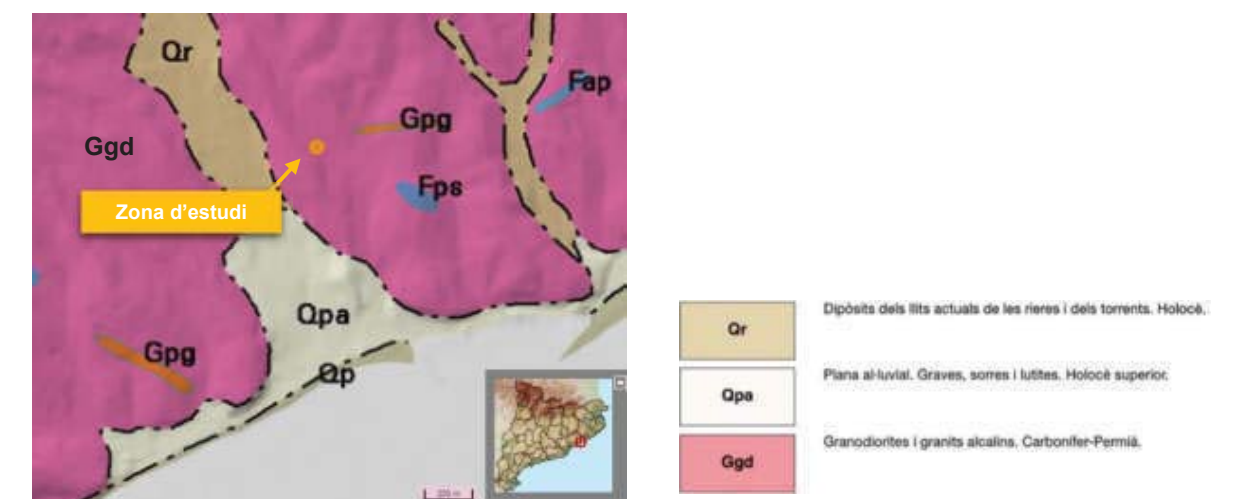 Qr
Fap
Gpg
Ggd
Fps
Zona d'estudi
Qpa
Gpg
Qp
Qr
Dipòsits dels llits actuals de les rieres i dels torrents. Holocè.
Qpa
Plana al·luvial. Graves, sorres i lutites. Holocè superior.
Ggd
Granodiorites i granits alcalins. Carbonífer-Permià.